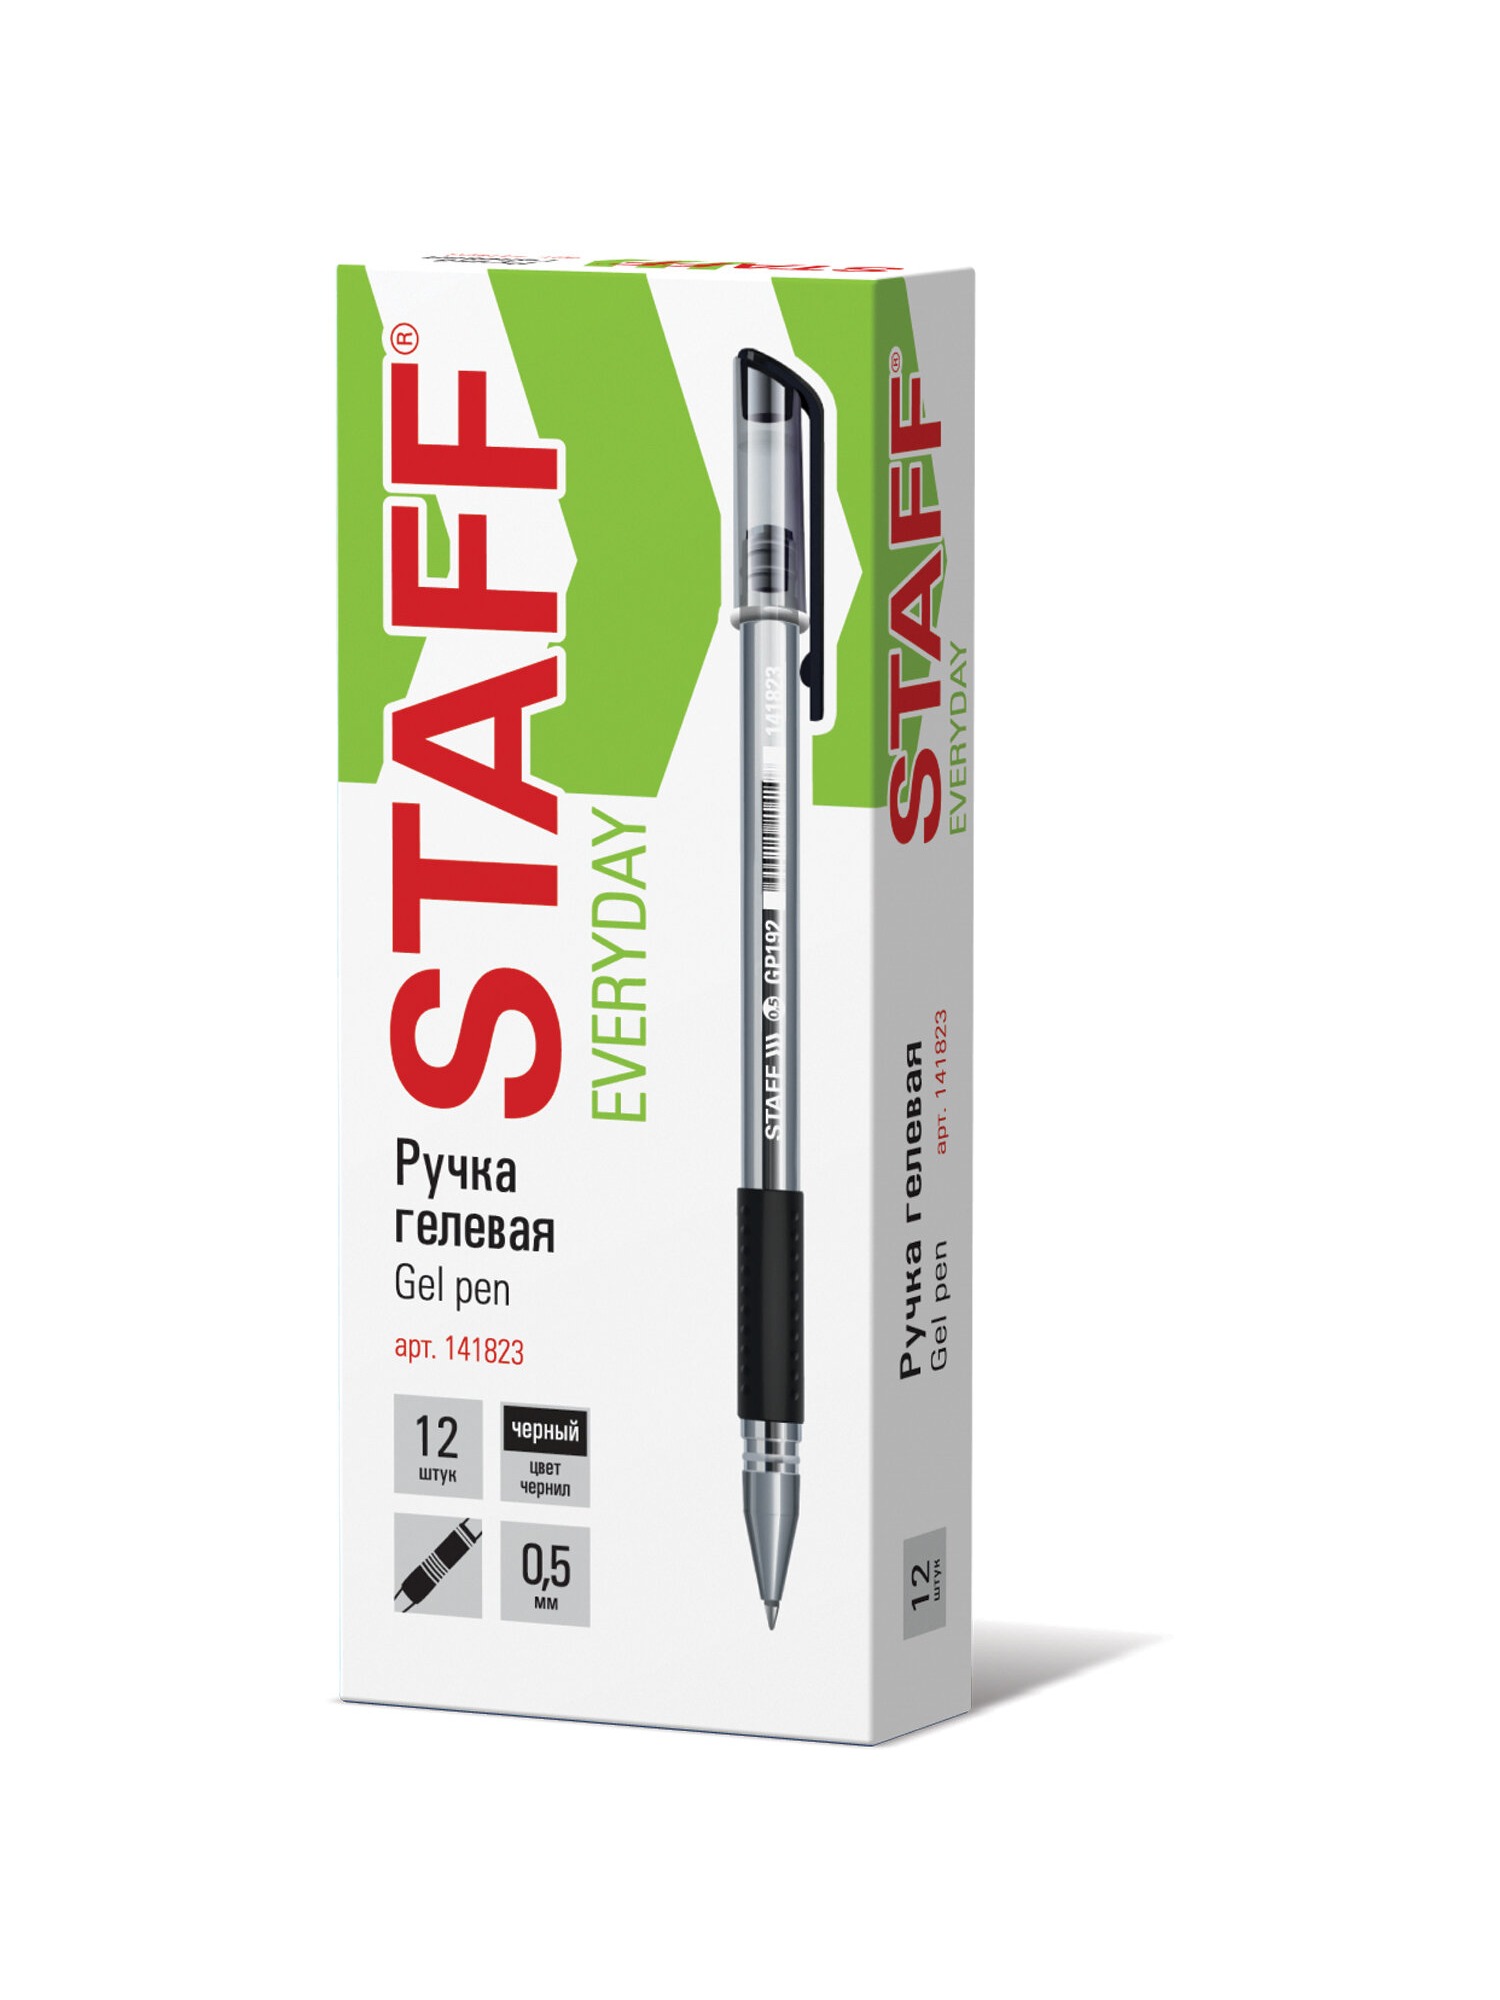 STAFF®
EVERYDAY
Ручка
гелевая
Gel pen
арт. 141823
12
штук
черный
цвет
чернил
0,5
мм
STAFF 0,5 GP192
141823
STAFF®
EVERYDAY
Ручка гелевая
Gel pen
арт. 141823
12
штук
STAFF